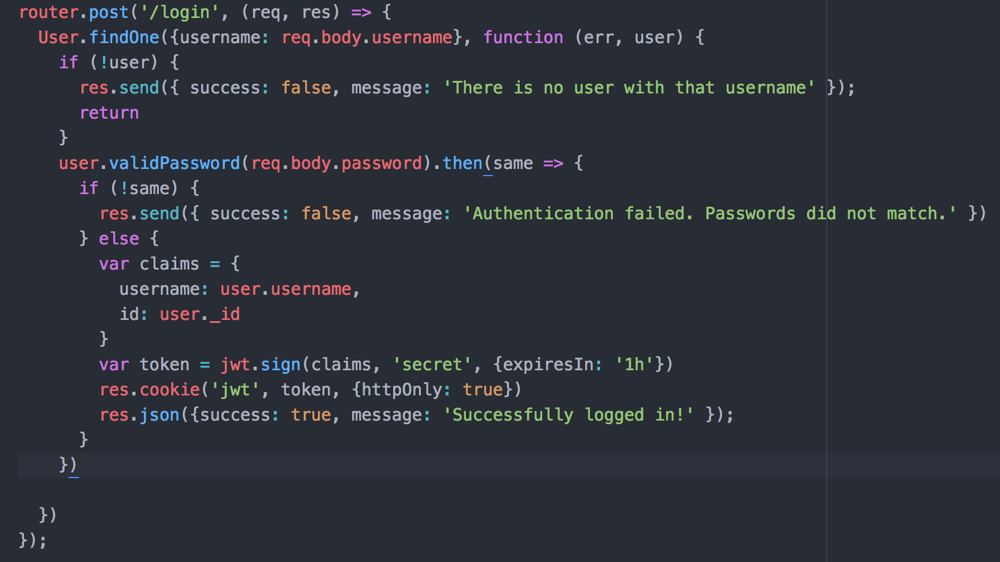 router.post('/login', (req, res) => {
  User.findOne({username: req.body.username}, function (err, user) {
    if (!user) {
      res.send({ success: false, message: 'There is no user with that username' });
      return
    }
    user.validPassword(req.body.password).then(same => {
      if (!same) {
        res.send({ success: false, message: 'Authentication failed. Passwords did not match.' })
      } else {
        var claims = {
          username: user.username,
          id: user._id
        }
        var token = jwt.sign(claims, 'secret', {expiresIn: '1h'})
        res.cookie('jwt', token, {httpOnly: true})
        res.json({success: true, message: 'Successfully logged in!' });
      }
    })

  })
});